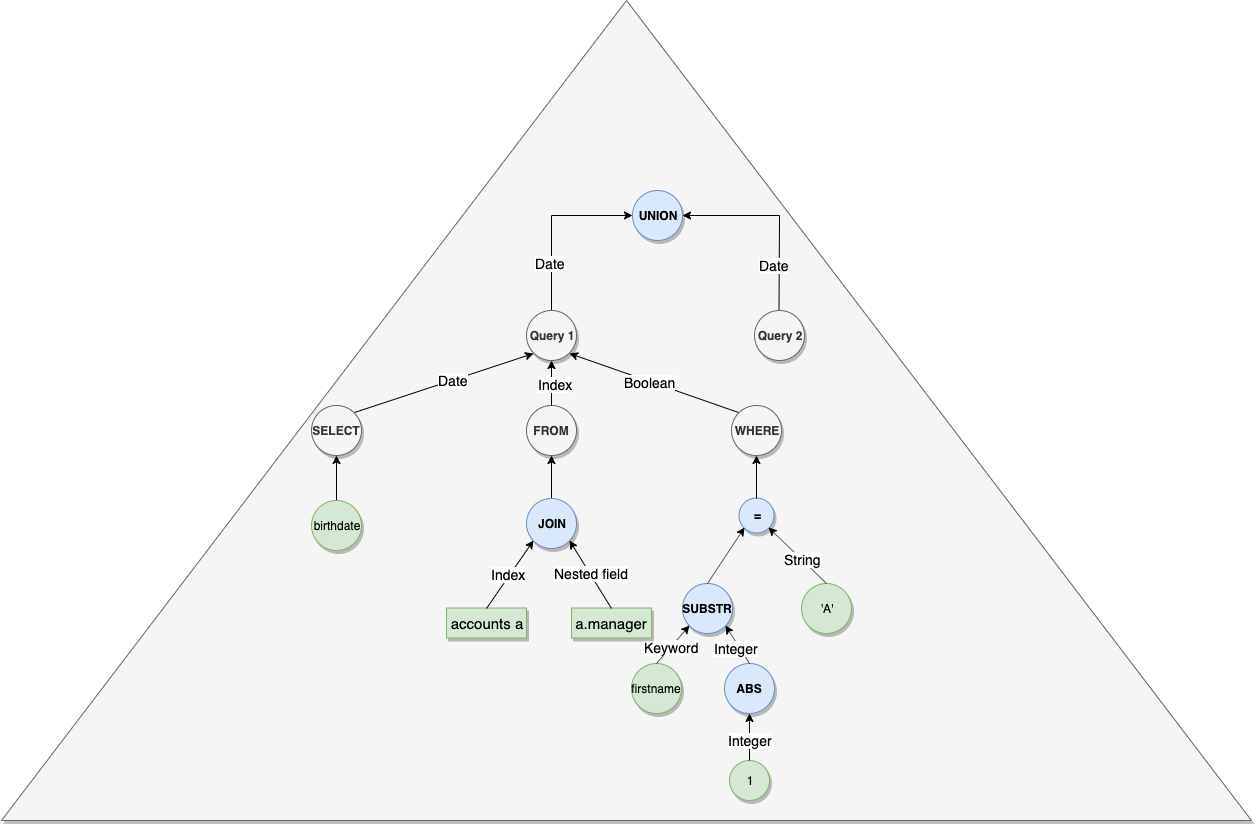 UNION
Date
Date
Query 1
Query 2
Date
Index
Boolean
SELECT
FROM
WHERE
birthdate
JOIN
=
Index
Nested field
String
accounts a
a.manager
SUBSTR
'A'
Keyword
Integer
firstname
ABS
Integer
1